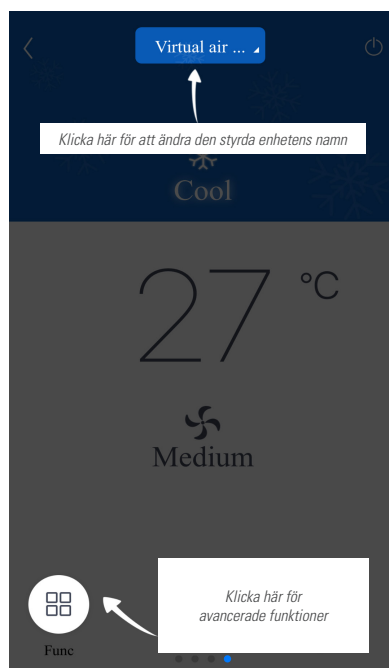 Virtual air ...
Klicka här för att ändra den styrda enhetens namn
Cool
27 °C
Medium
Klicka här för
avancerade funktioner
Func